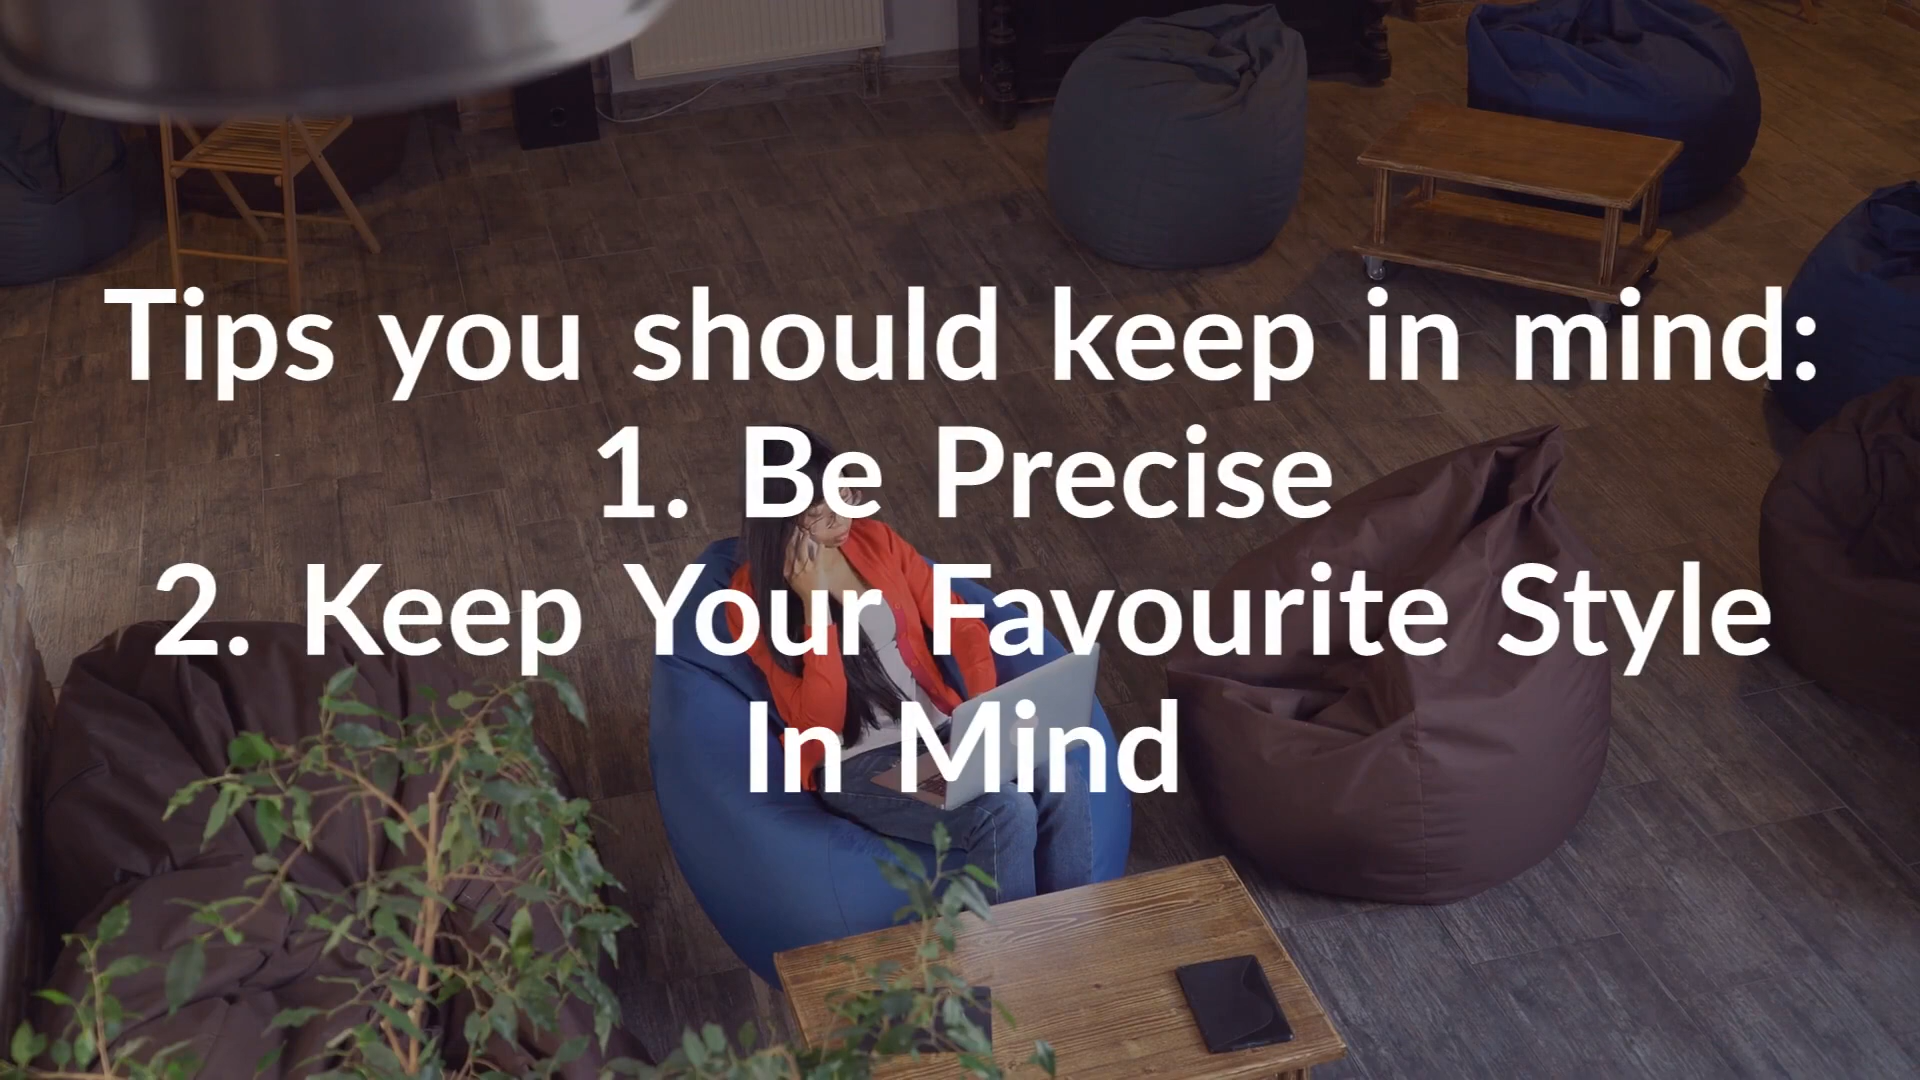 Tips you should keep in mind:
1. Be Precise
2. Keep Your Favourite Style
In Mind